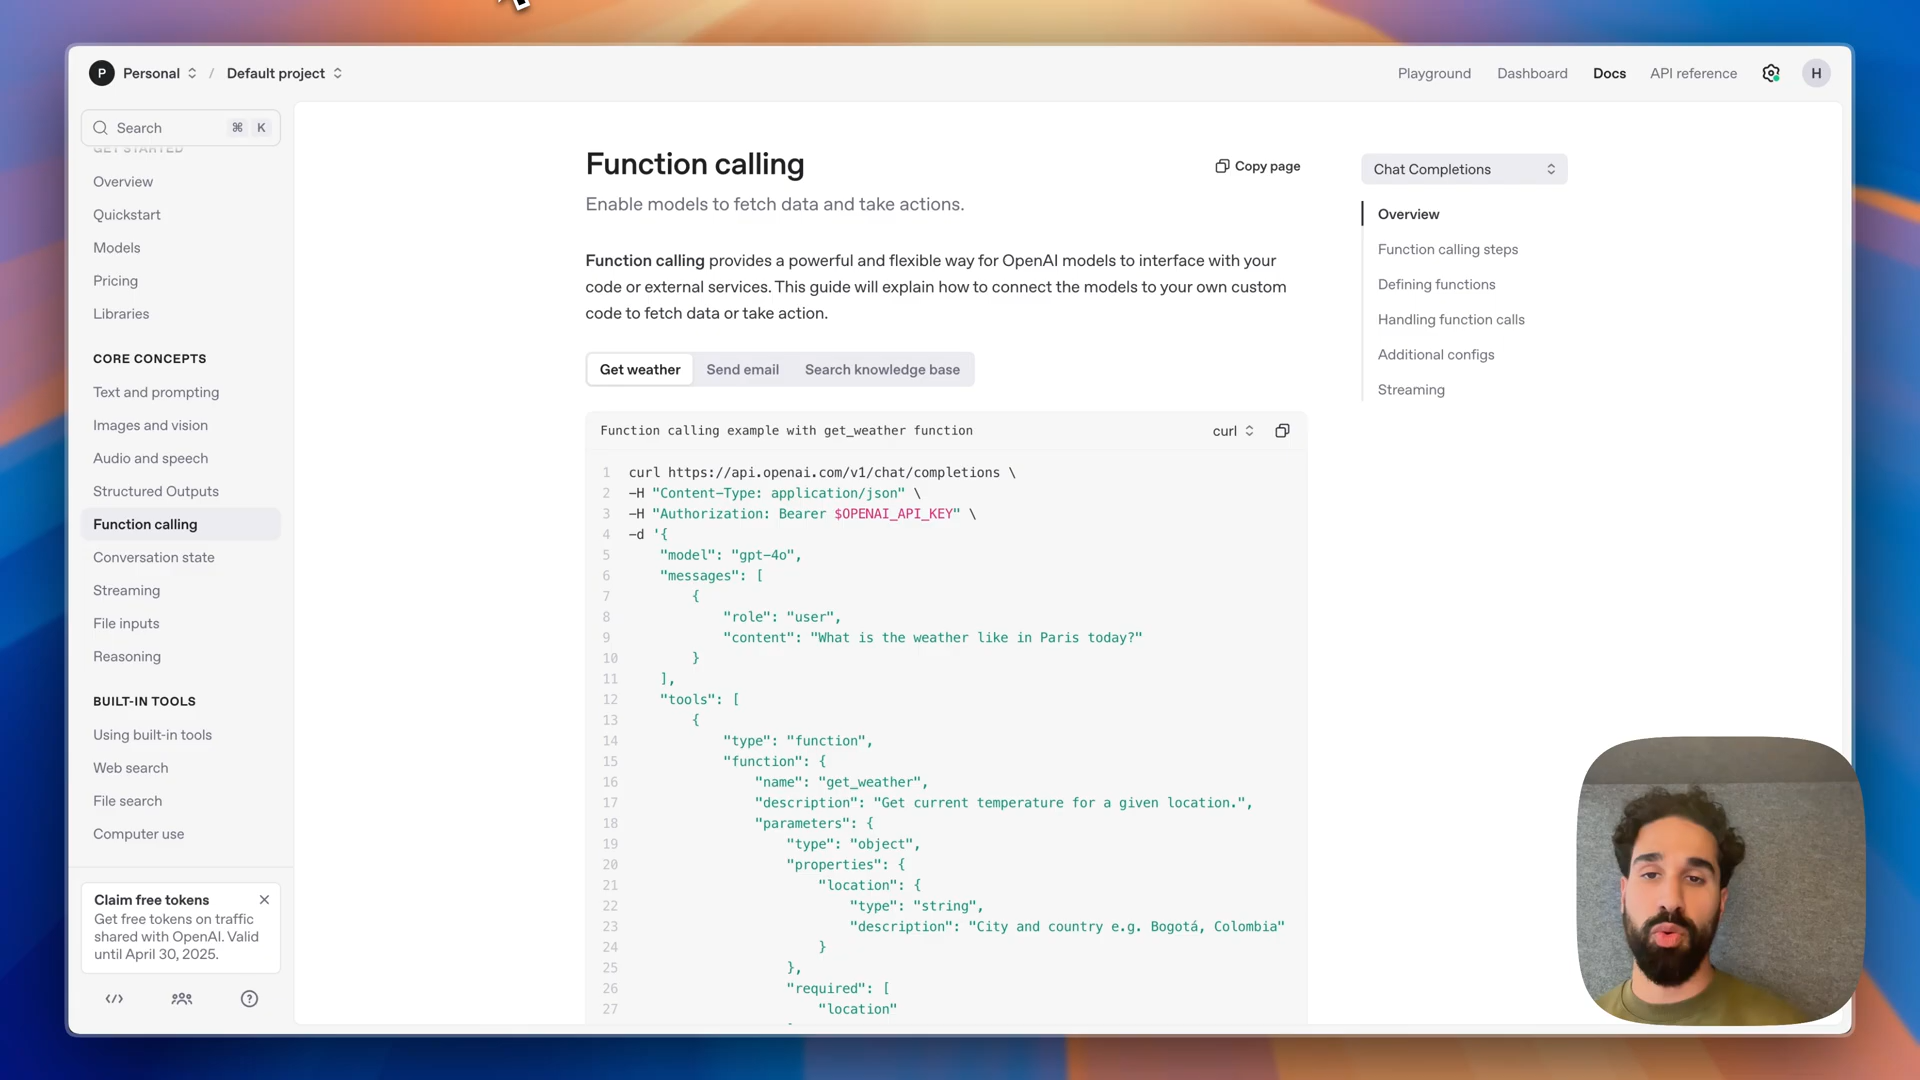 P Personal / Default project
Playground Dashboard Docs API reference H
Search ⌘ K
GET STARTED
Overview
Quickstart
Models
Pricing
Libraries
CORE CONCEPTS
Text and prompting
Images and vision
Audio and speech
Structured Outputs
Function calling
Conversation state
Streaming
File inputs
Reasoning
BUILT-IN TOOLS
Using built-in tools
Web search
File search
Computer use
Claim free tokens
Get free tokens on traffic
shared with OpenAI. Valid
until April 30, 2025.
Function calling
Copy page
Enable models to fetch data and take actions.
Function calling provides a powerful and flexible way for OpenAI models to interface with your
code or external services. This guide will explain how to connect the models to your own custom
code to fetch data or take action.
Get weather Send email Search knowledge base
Function calling example with get_weather function curl
1 curl https://api.openai.com/v1/chat/completions \
2 -H "Content-Type: application/json" \
3 -H "Authorization: Bearer $OPENAI_API_KEY" \
4 -d '{
5 "model": "gpt-4o",
6 "messages": [
7 {
8 "role": "user",
9 "content": "What is the weather like in Paris today?"
10 }
11 ],
12 "tools": [
13 {
14 "type": "function",
15 "function": {
16 "name": "get_weather",
17 "description": "Get current temperature for a given location.",
18 "parameters": {
19 "type": "object",
20 "properties": {
21 "location": {
22 "type": "string",
23 "description": "City and country e.g. Bogotá, Colombia"
24 }
25 },
26 "required": [
27 "location"
Chat Completions
Overview
Function calling steps
Defining functions
Handling function calls
Additional configs
Streaming